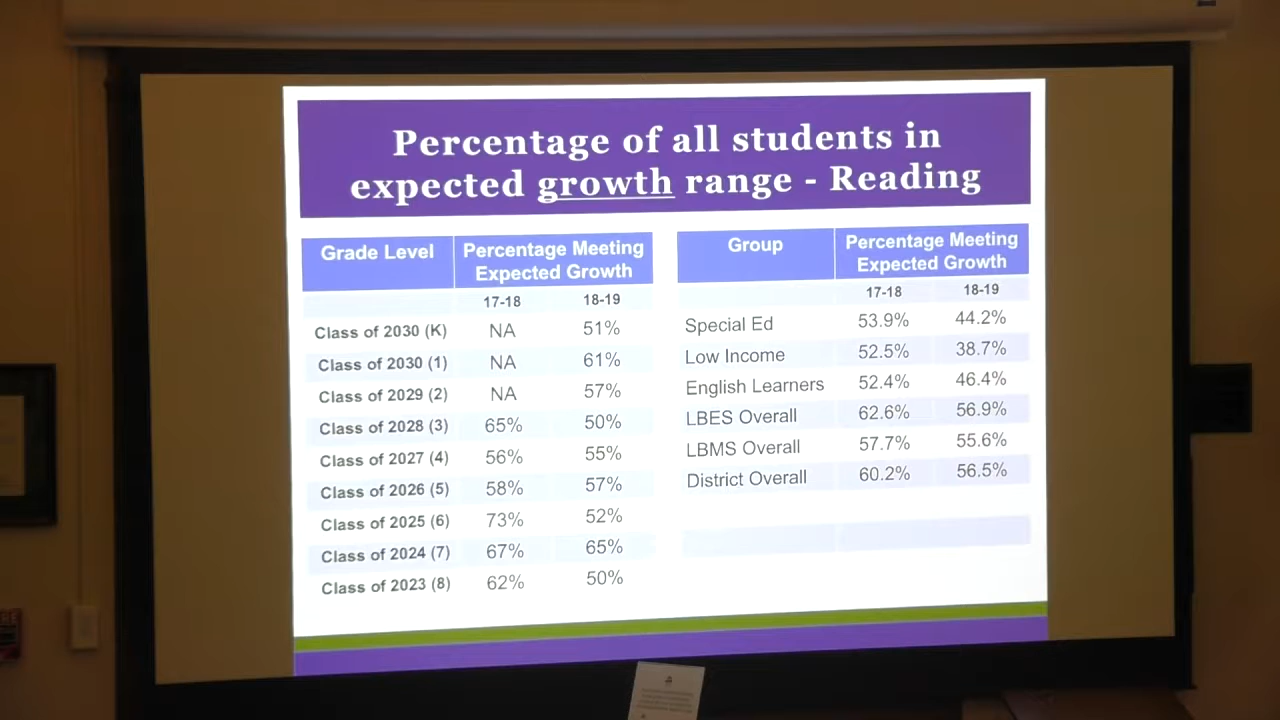 Percentage of all students in
expected growth range - Reading
Grade Level Percentage Meeting
Expected Growth
17-18 18-19
Class of 2030 (K) NA 51%
Class of 2030 (1) NA 61%
Class of 2029 (2) NA 57%
Class of 2028 (3) 65% 50%
Class of 2027 (4) 56% 55%
Class of 2026 (5) 58% 57%
Class of 2025 (6) 73% 52%
Class of 2024 (7) 67% 65%
Class of 2023 (8) 62% 50%
Group Percentage Meeting
Expected Growth
17-18 18-19
Special Ed 53.9% 44.2%
Low Income 52.5% 38.7%
English Learners 52.4% 46.4%
LBES Overall 62.6% 56.9%
LBMS Overall 57.7% 55.6%
District Overall 60.2% 56.5%